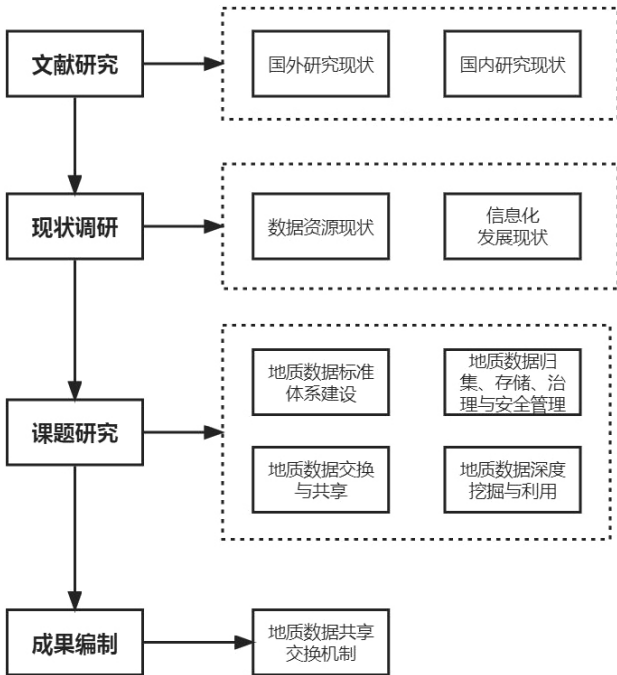 文献研究
国外研究现状
国内研究现状
现状调研
数据资源现状
信息化
发展现状
课题研究
地质数据标准
体系建设
地质数据归
集、存储、治
理与安全管理
地质数据交换
与共享
地质数据深度
挖掘与利用
成果编制
地质数据共享
交换机制